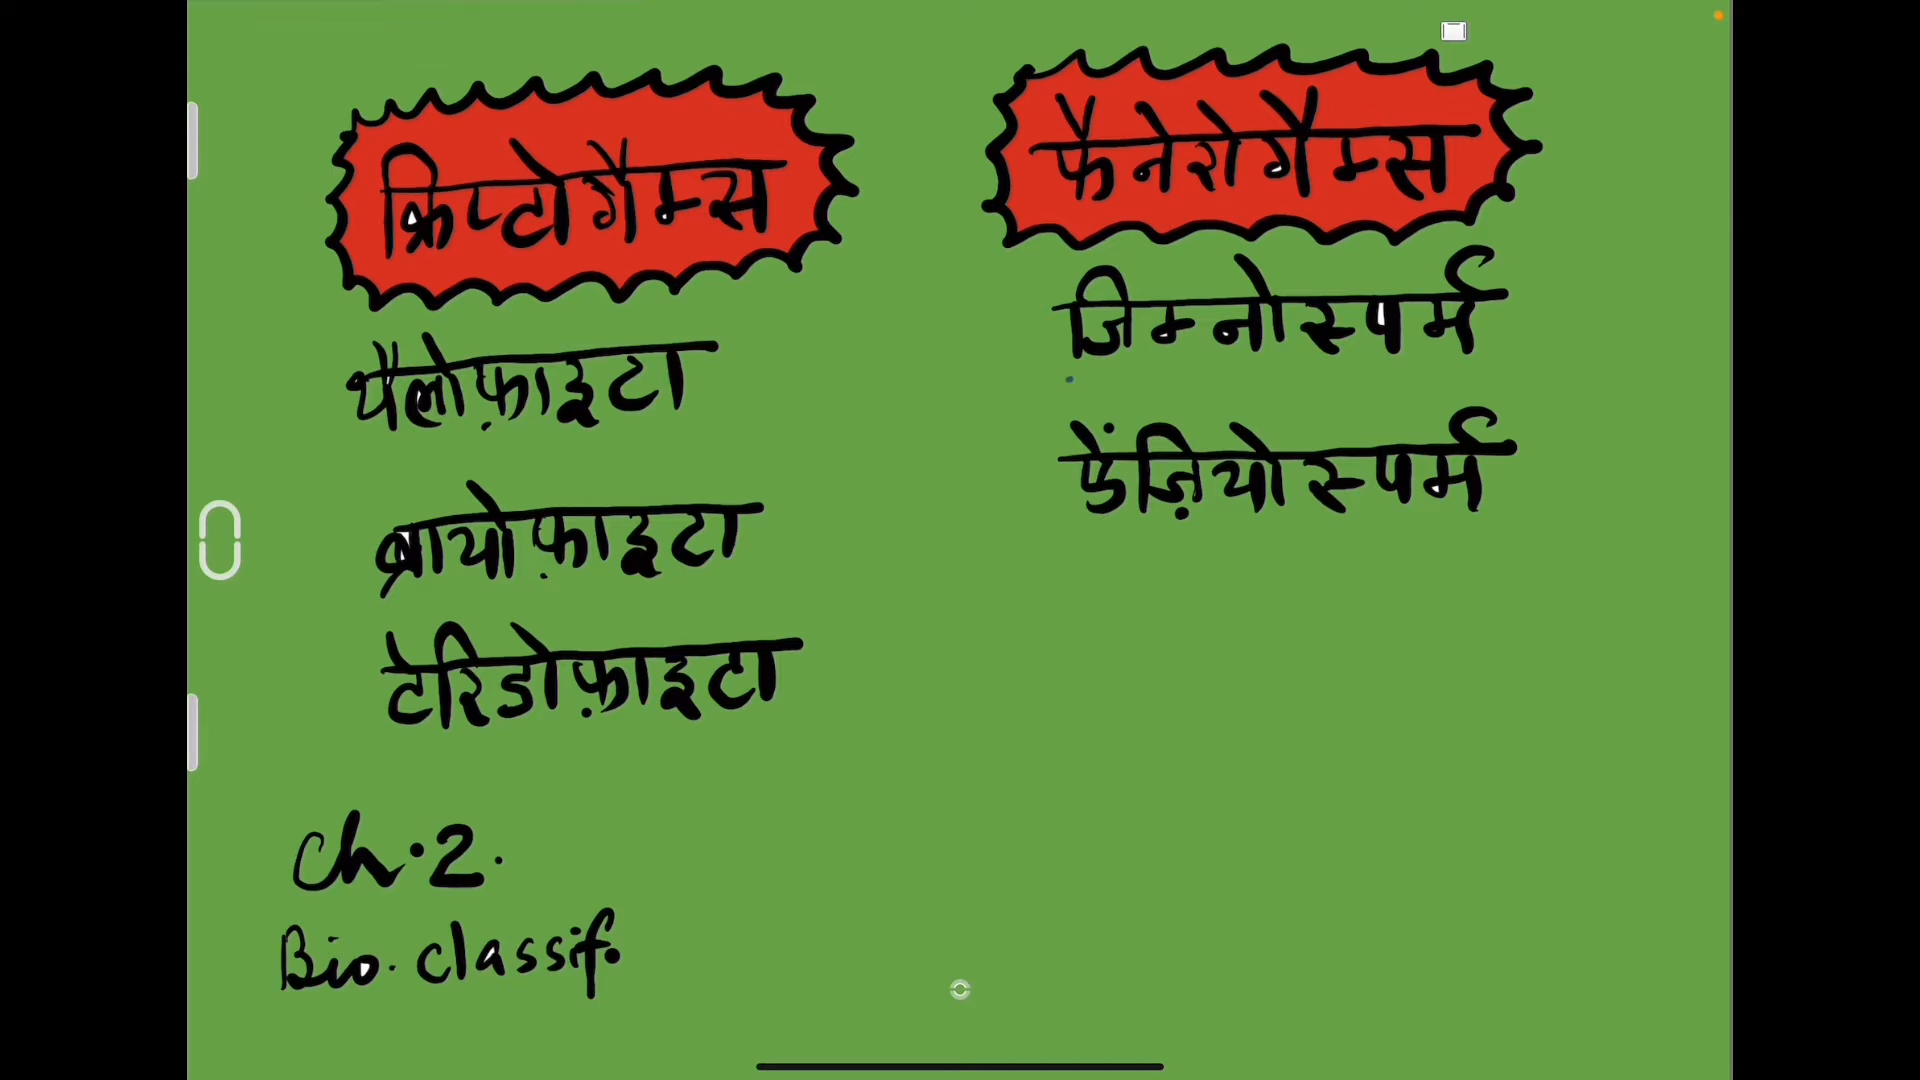 क्रिप्टोगैम्स
थैलोफ़ाइटा
ब्रायोफ़ाइटा
टेरिडोफ़ाइटा
Ch. 2.
Bio. classif.
फैनेरोगैम्स
जिम्नोस्पर्म
एेंज़ियोस्पर्म